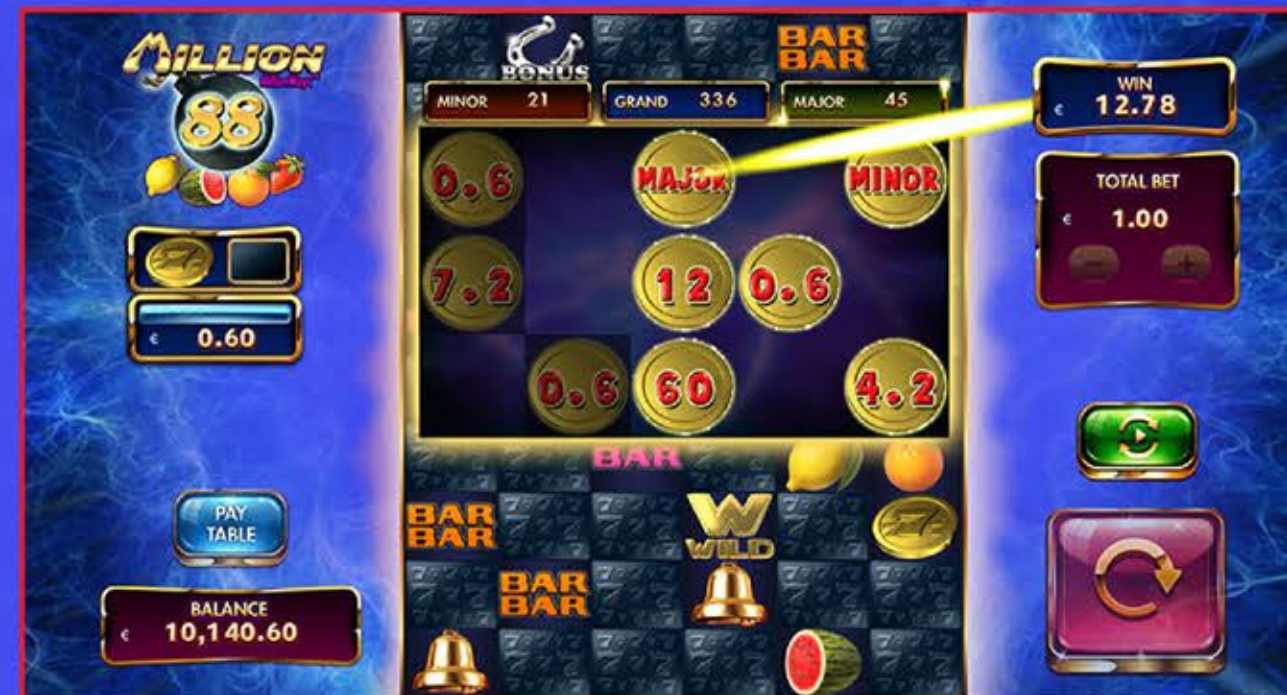 MILLION
88
BONUS
BAR
BAR
MINOR 21
GRAND 336
MAJOR 45
WIN
€ 12.78
0.6
MAJOR
MINOR
TOTAL BET
€ 1.00
- +
7.2
12
0.6
€ 0.60
0.6
60
4.2
BAR
BAR
BAR
W
WILD
PAY
TABLE
BAR
BAR
BALANCE
€ 10,140.60